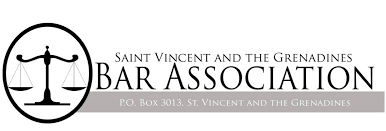 SAINT VINCENT AND THE GRENADINES
BAR ASSOCIATION
P.O. BOX 3013, ST. VINCENT AND THE GRENADINES